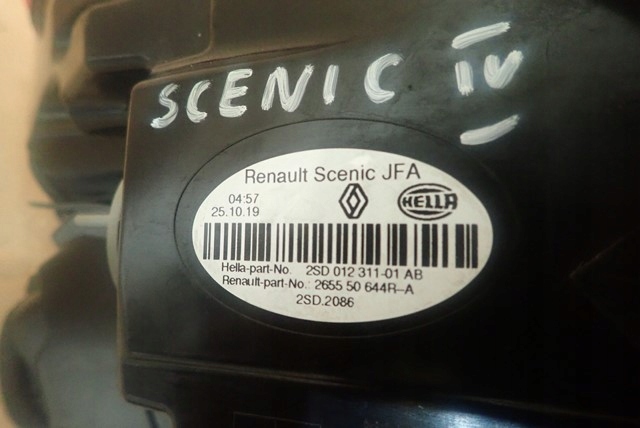 SCENIC IV
Renault Scenic JFA
04:57
25.10.19
HELLA
Hella-part-No. 2SD 012 311-01 AB
Renault-part-No.: 2655 50 644R--A
2SD.2086